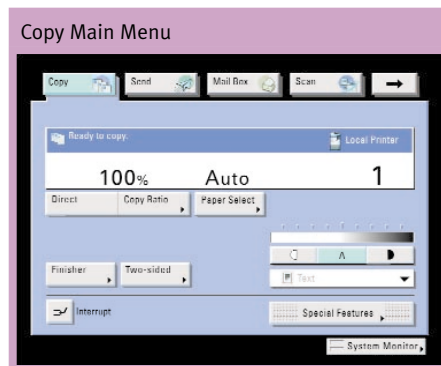 Copy Main Menu
Copy Send Mail Box Scan
Ready to copy. Local Printer
100% Auto 1
Direct Copy Ratio Paper Select
A
Finisher Two-sided Text
Interrupt Special Features
System Monitor